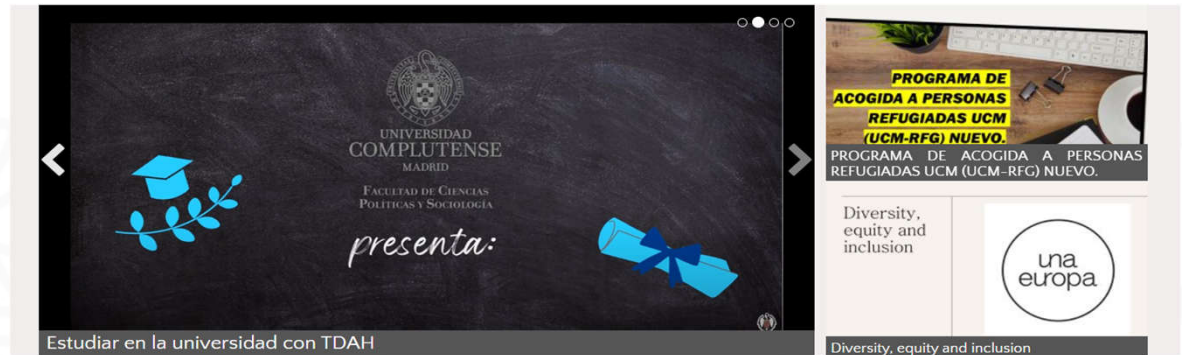 UNIVERSIDAD
COMPLUTENSE
MADRID
FACULTAD DE CIENCIAS
POLÍTICAS Y SOCIOLOGÍA
presenta:
Estudiar en la universidad con TDAH
PROGRAMA DE
ACOGIDA A PERSONAS
REFUGIADAS UCM
(UCM-RFG) NUEVO.
PROGRAMA DE ACOGIDA A PERSONAS
REFUGIADAS UCM (UCM-RFG) NUEVO.
Diversity,
equity and
inclusion
una
europa
Diversity, equity and inclusion